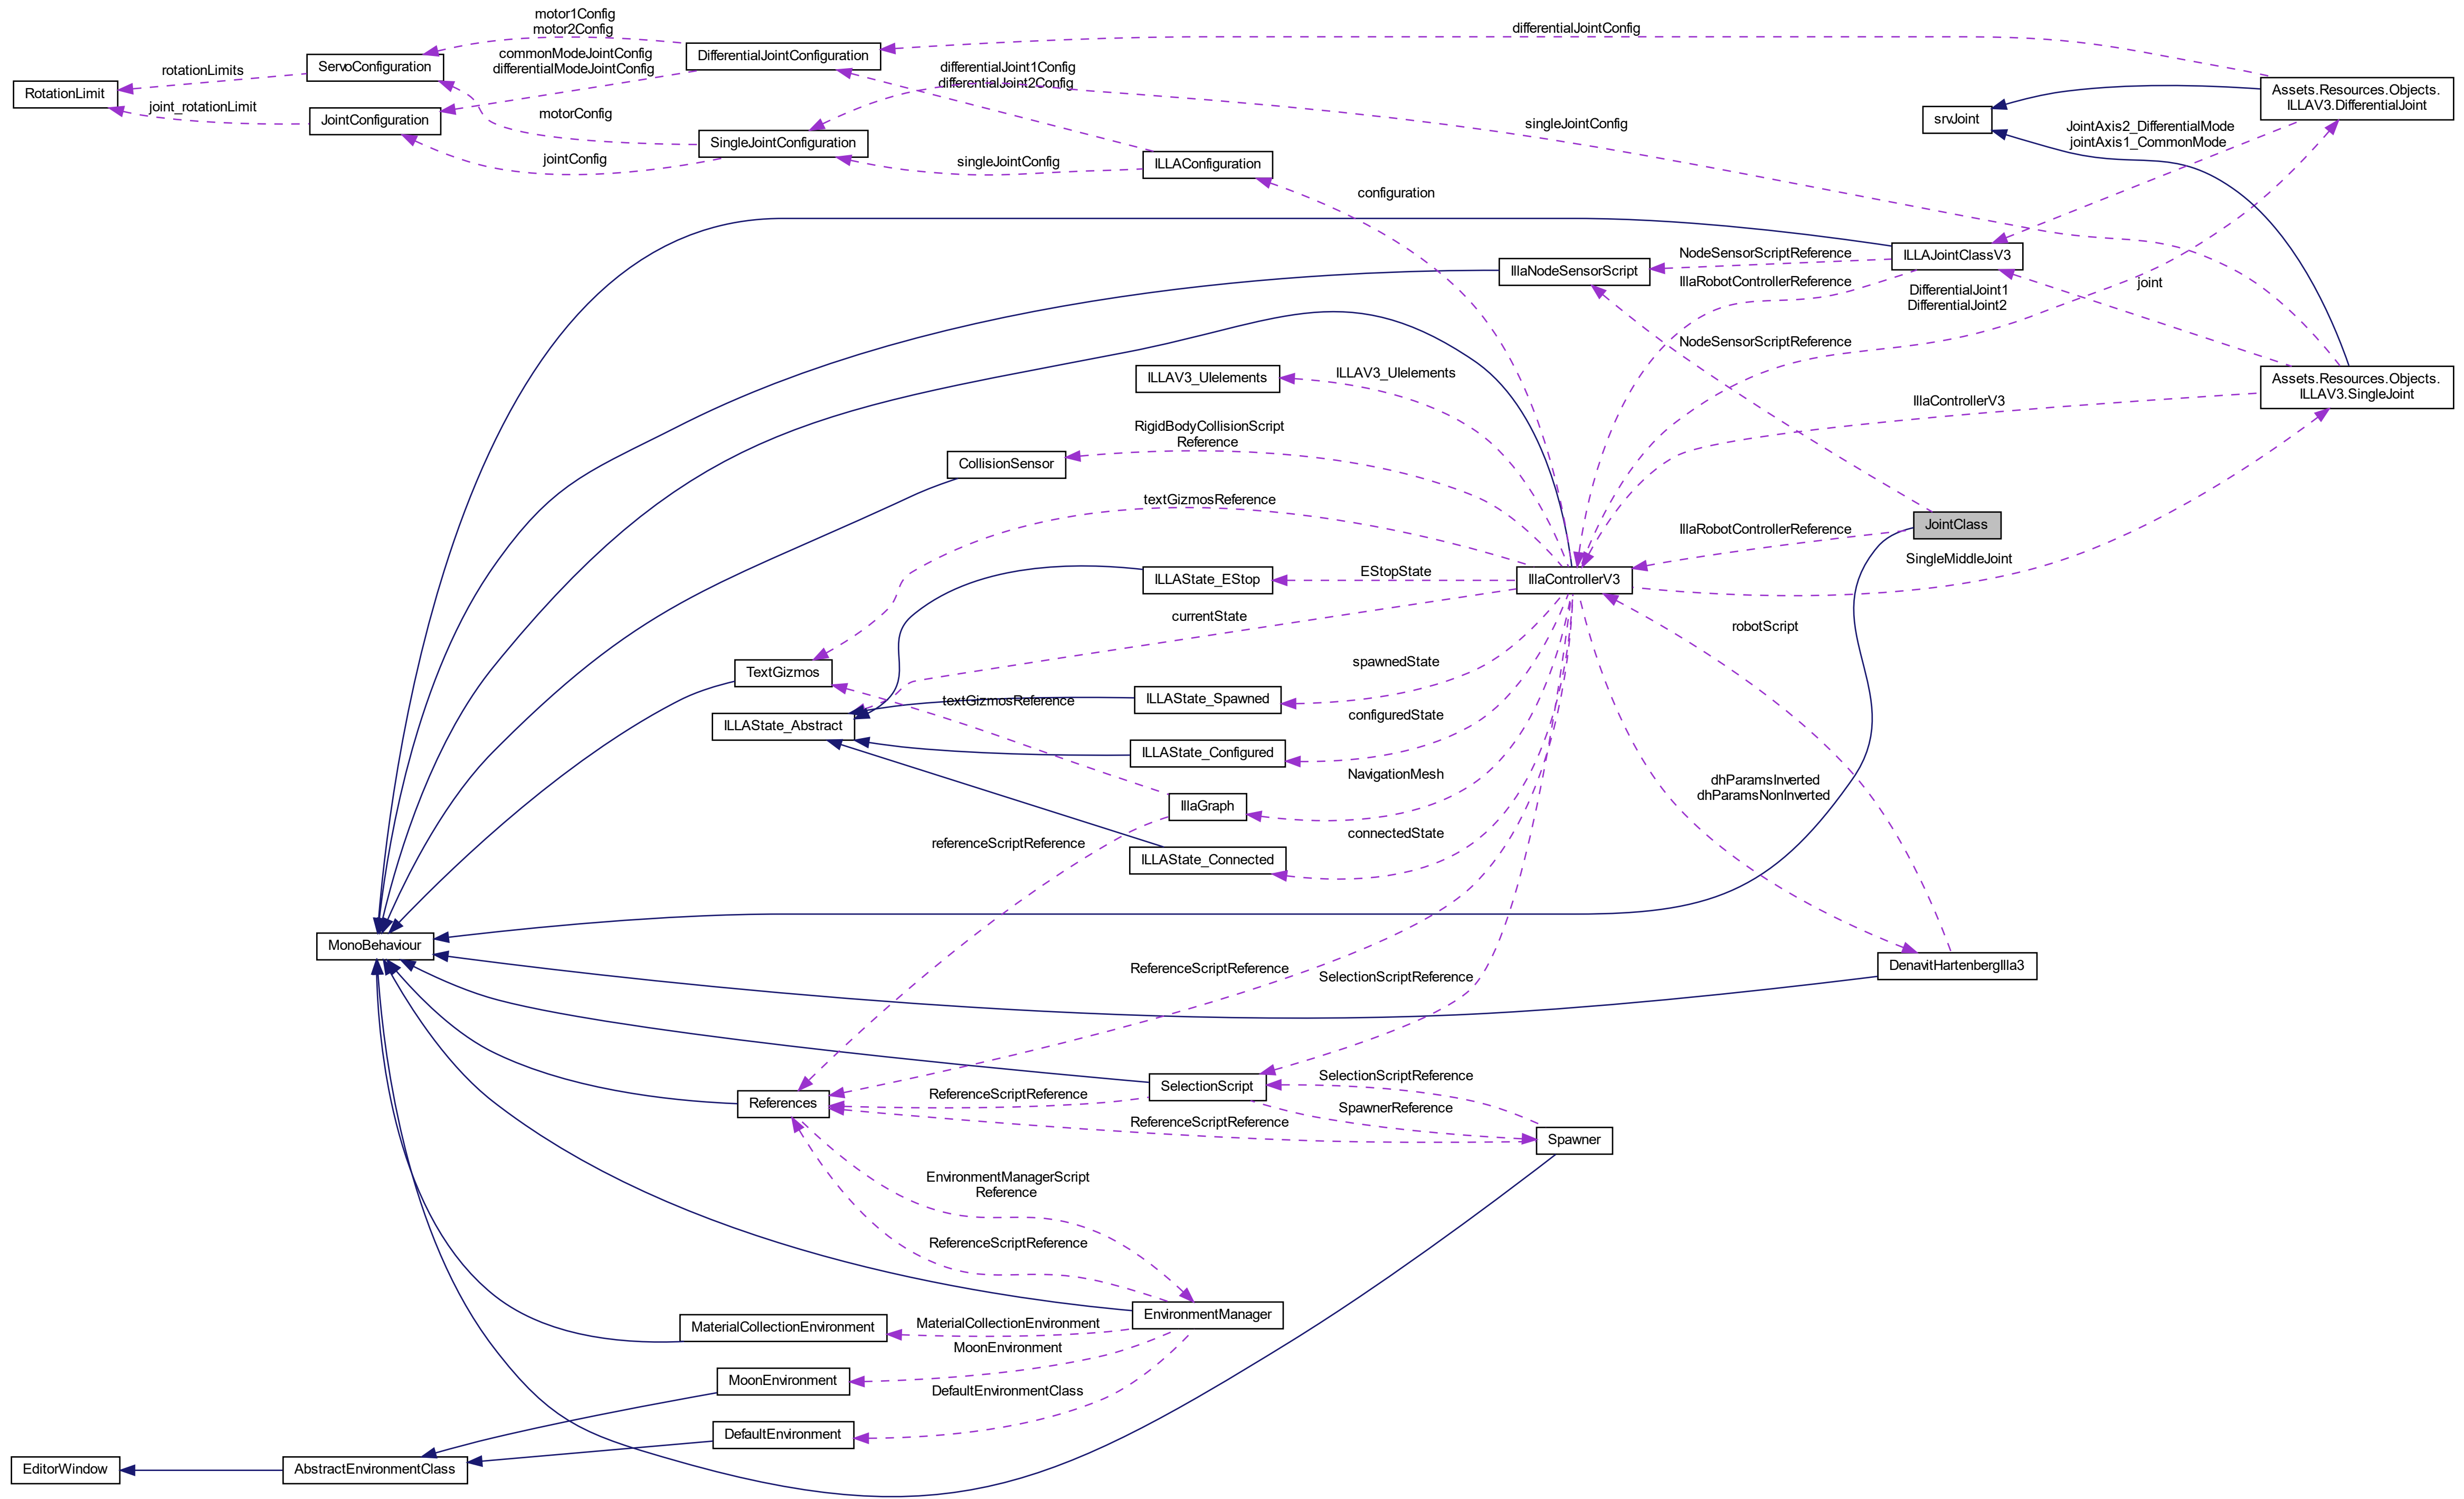 motor1Config
motor2Config
differentialJointConfig
DifferentialJointConfiguration
commonModeJointConfig
differentialModeJointConfig
ServoConfiguration
rotationLimits
differentialJoint1Config
differentialJoint2Config
RotationLimit
joint_rotationLimit
JointConfiguration
motorConfig
Assets.Resources.Objects.
ILLAV3.DifferentialJoint
srvJoint
singleJointConfig
JointAxis2_DifferentialMode
jointAxis1_CommonMode
SingleJointConfiguration
jointConfig
singleJointConfig
ILLAConfiguration
configuration
NodeSensorScriptReference
ILLAJointClassV3
IllaNodeSensorScript
IllaRobotControllerReference
DifferentialJoint1
DifferentialJoint2
joint
NodeSensorScriptReference
ILLAV3_UIelements
ILLAV3_UIelements
Assets.Resources.Objects.
ILLAV3.SingleJoint
IllaControllerV3
RigidBodyCollisionScript
Reference
CollisionSensor
textGizmosReference
JointClass
IllaRobotControllerReference
SingleMiddleJoint
EStopState
ILLAState_EStop
IllaControllerV3
currentState
robotScript
spawnedState
TextGizmos
textGizmosReference
ILLAState_Spawned
configuredState
ILLAState_Abstract
ILLAState_Configured
NavigationMesh
dhParamsInverted
dhParamsNonInverted
IllaGraph
connectedState
referenceScriptReference
ILLAState_Connected
MonoBehaviour
DenavitHartenbergIlla3
ReferenceScriptReference
SelectionScriptReference
SelectionScript
SelectionScriptReference
ReferenceScriptReference
References
SpawnerReference
ReferenceScriptReference
Spawner
EnvironmentManagerScript
Reference
ReferenceScriptReference
EnvironmentManager
MaterialCollectionEnvironment
MaterialCollectionEnvironment
MoonEnvironment
MoonEnvironment
DefaultEnvironmentClass
DefaultEnvironment
EditorWindow
AbstractEnvironmentClass